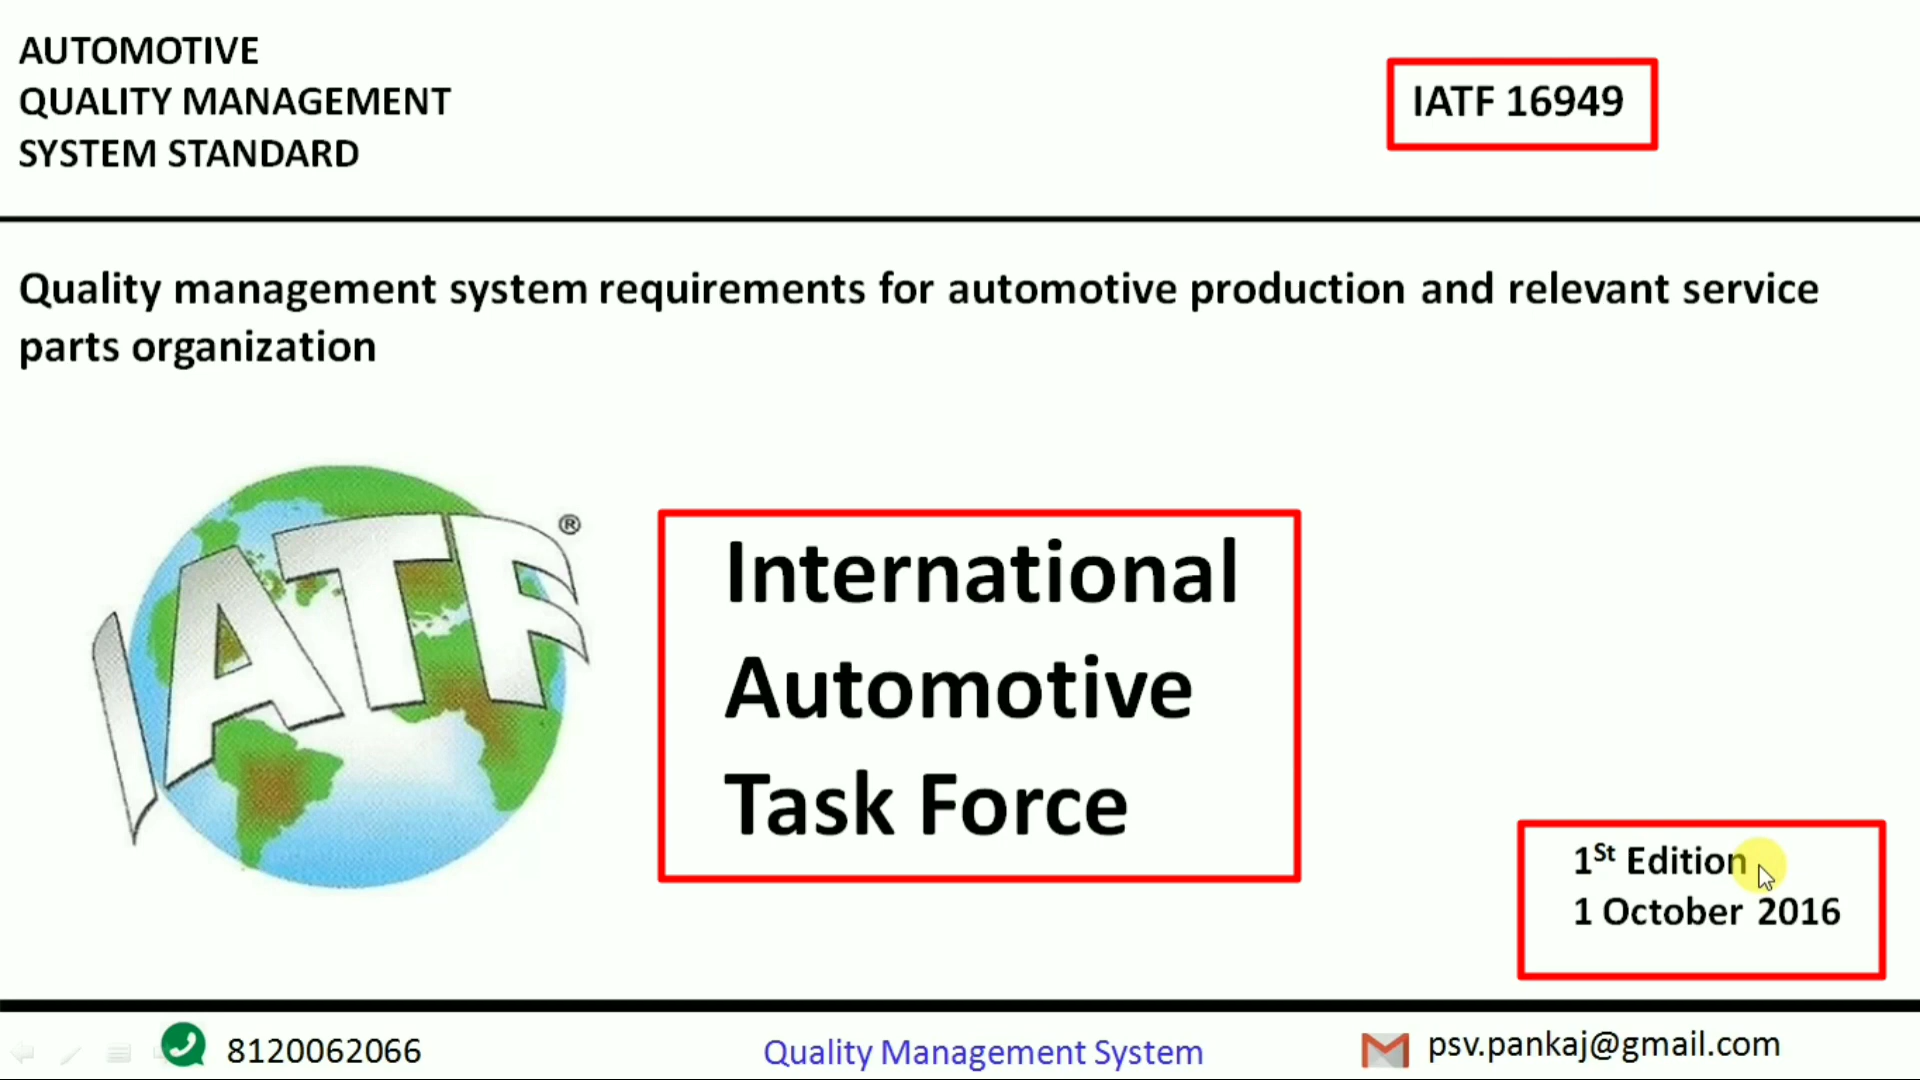 AUTOMOTIVE
QUALITY MANAGEMENT
SYSTEM STANDARD
IATF 16949
Quality management system requirements for automotive production and relevant service
parts organization
IATF®
International
Automotive
Task Force
1St Edition
1 October 2016
8120062066
Quality Management System
psv.pankaj@gmail.com